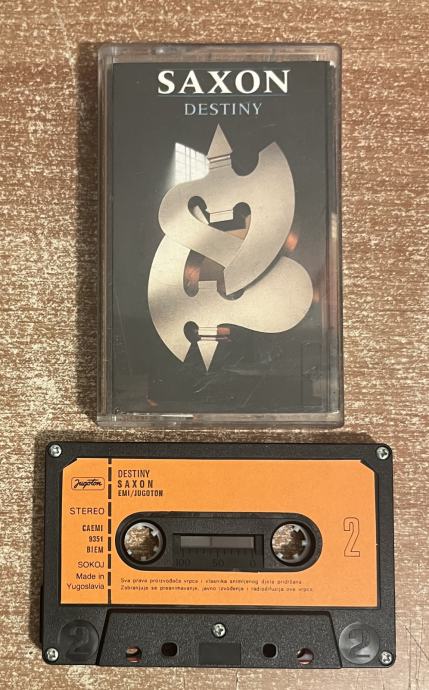 SAXON
DESTINY
Jugoton
STEREO
CAEMI
9351
BIEM
SOKOJ
Made in
Yugoslavia
DESTINY
SAXON
EMI/JUGOTON
2
100
Sva prava proizvođača vrpce i vlasnika snimljenog djela pridržana.
Zabranjuje se presnimavanje, javno izvođenje i radiodifuzija ove vrpce.
2
2